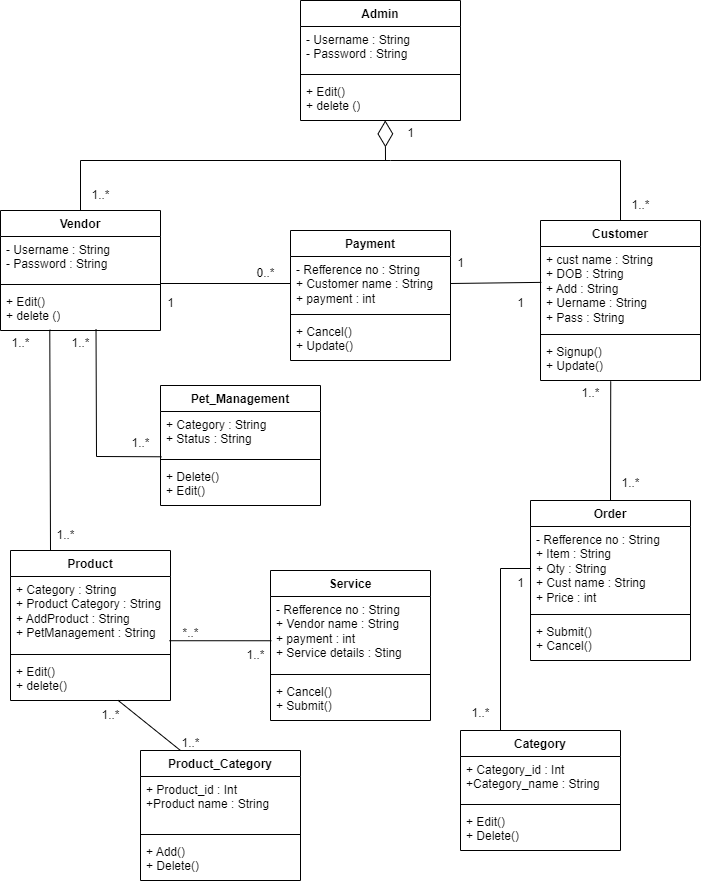 Admin
- Username : String
- Password : String
+ Edit()
+ delete ()
1
1..*
1..*
Vendor
- Username : String
- Password : String
+ Edit()
+ delete ()
Payment
- Refference no : String
+ Customer name : String
+ payment : int
+ Cancel()
+ Update()
Customer
+ cust name : String
+ DOB : String
+ Add : String
+ Uername : String
+ Pass : String
+ Signup()
+ Update()
0..*
1
1
1
1..*
1..*
1..*
Pet_Management
+ Category : String
+ Status : String
+ Delete()
+ Edit()
1..*
1..*
1..*
Product
+ Category : String
+ Product Category : String
+ AddProduct : String
+ PetManagement : String
+ Edit()
+ delete()
Service
- Refference no : String
+ Vendor name : String
+ payment : int
+ Service details : Sting
+ Cancel()
+ Submit()
Order
- Refference no : String
+ Item : String
+ Qty : String
+ Cust name : String
+ Price : int
+ Submit()
+ Cancel()
*..*
1..*
1
1..*
1..*
1..*
Product_Category
+ Product_id : Int
+Product name : String
+ Add()
+ Delete()
Category
+ Category_id : Int
+Category_name : String
+ Edit()
+ Delete()